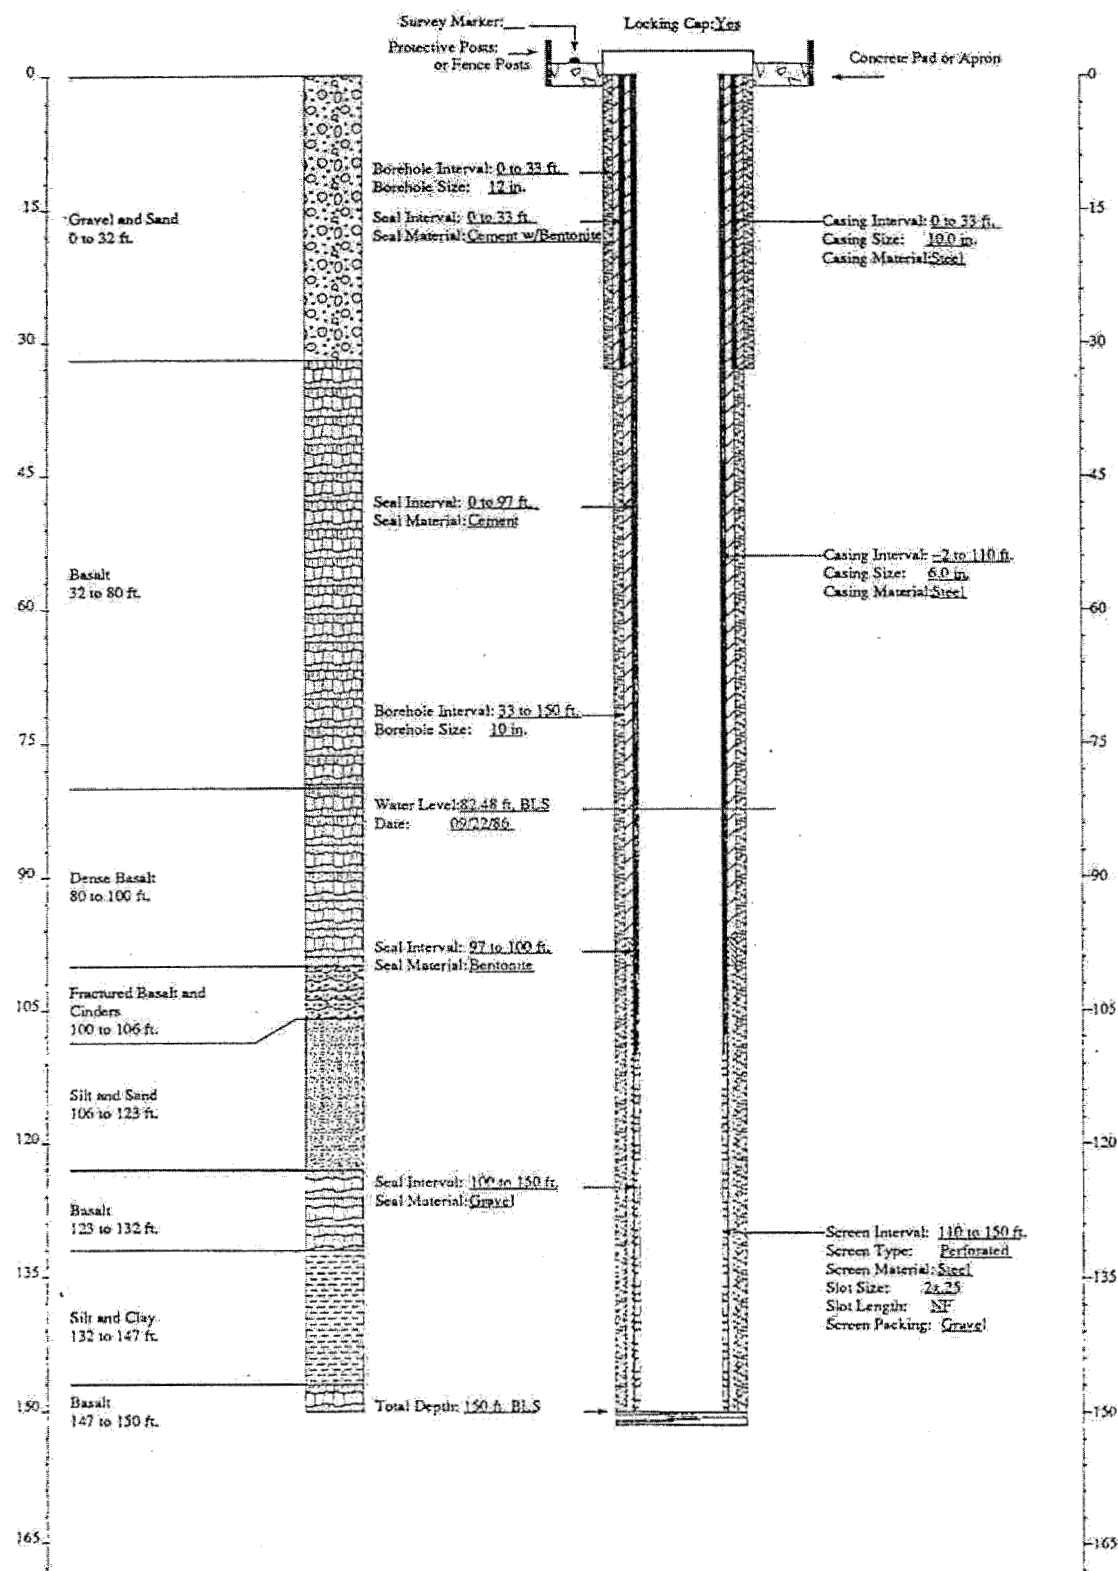 Survey Marker:
Locking Cap: Yes
Protective Posts:
or Fence Posts
Concrete Pad or Apron
0
0
Borehole Interval: 0 to 33 ft.
Borehole Size: 12 in.
15
Gravel and Sand
0 to 32 ft.
Seal Interval: 0 to 33 ft.
Seal Material: Cement w/Bentonite
Casing Interval: 0 to 33 ft.
Casing Size: 10.0 in.
Casing Material: Steel
15
30
30
45
45
Seal Interval: 0 to 97 ft.
Seal Material: Cement
Casing Interval: -2 to 110 ft.
Casing Size: 6.0 in.
Casing Material: Steel
Basalt
32 to 80 ft.
60
60
Borehole Interval: 33 to 150 ft.
Borehole Size: 10 in.
75
75
Water Level: 82.48 ft. BLS
Date: 09/22/86
90
90
Dense Basalt
80 to 100 ft.
Seal Interval: 97 to 100 ft.
Seal Material: Bentonite
Fractured Basalt and
Cinders
100 to 106 ft.
105
105
Silt and Sand
106 to 123 ft.
120
120
Seal Interval: 100 to 150 ft.
Seal Material: Gravel
Basalt
123 to 132 ft.
Screen Interval: 110 to 150 ft.
Screen Type: Perforated
Screen Material: Steel
Slot Size: 2x.25
Slot Length: NF
Screen Packing: Gravel
135
135
Silt and Clay
132 to 147 ft.
Basalt
147 to 150 ft.
150
Total Depth: 150 ft. BLS
150
165
165